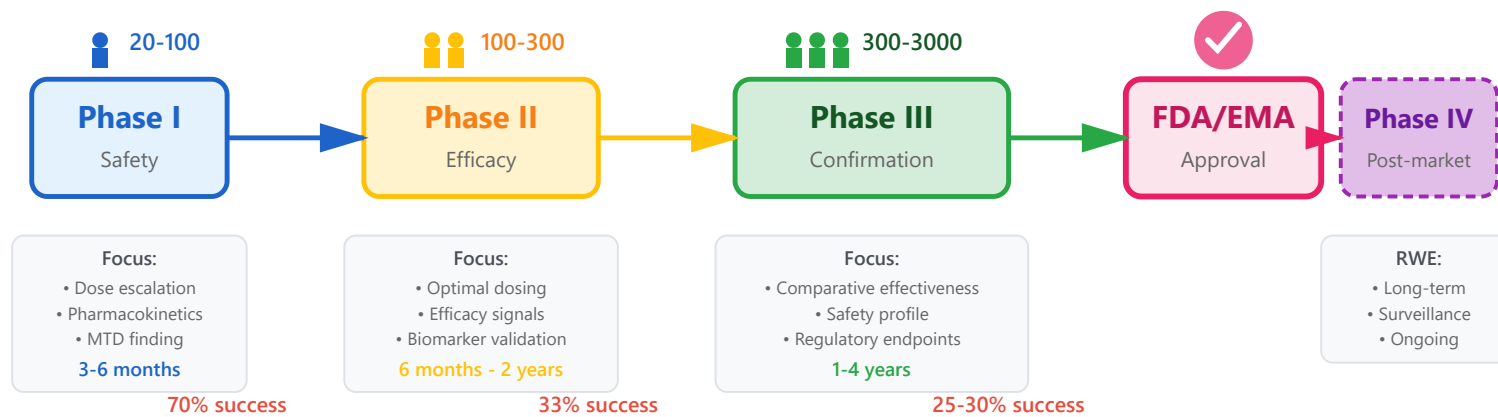 20-100
Phase I
Safety
Focus:
• Dose escalation
• Pharmacokinetics
• MTD finding
3-6 months
70% success
100-300
Phase II
Efficacy
Focus:
• Optimal dosing
• Efficacy signals
• Biomarker validation
6 months - 2 years
33% success
300-3000
Phase III
Confirmation
Focus:
• Comparative effectiveness
• Safety profile
• Regulatory endpoints
1-4 years
25-30% success
FDA/EMA
Approval
Phase IV
Post-market
RWE:
• Long-term
• Surveillance
• Ongoing